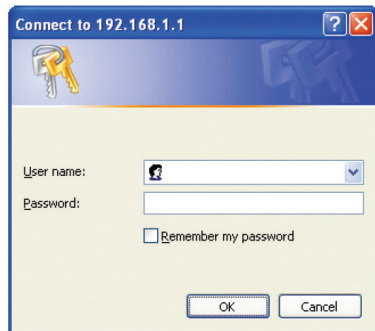 Connect to 192.168.1.1
User name:
Password:
Remember my password
OK Cancel